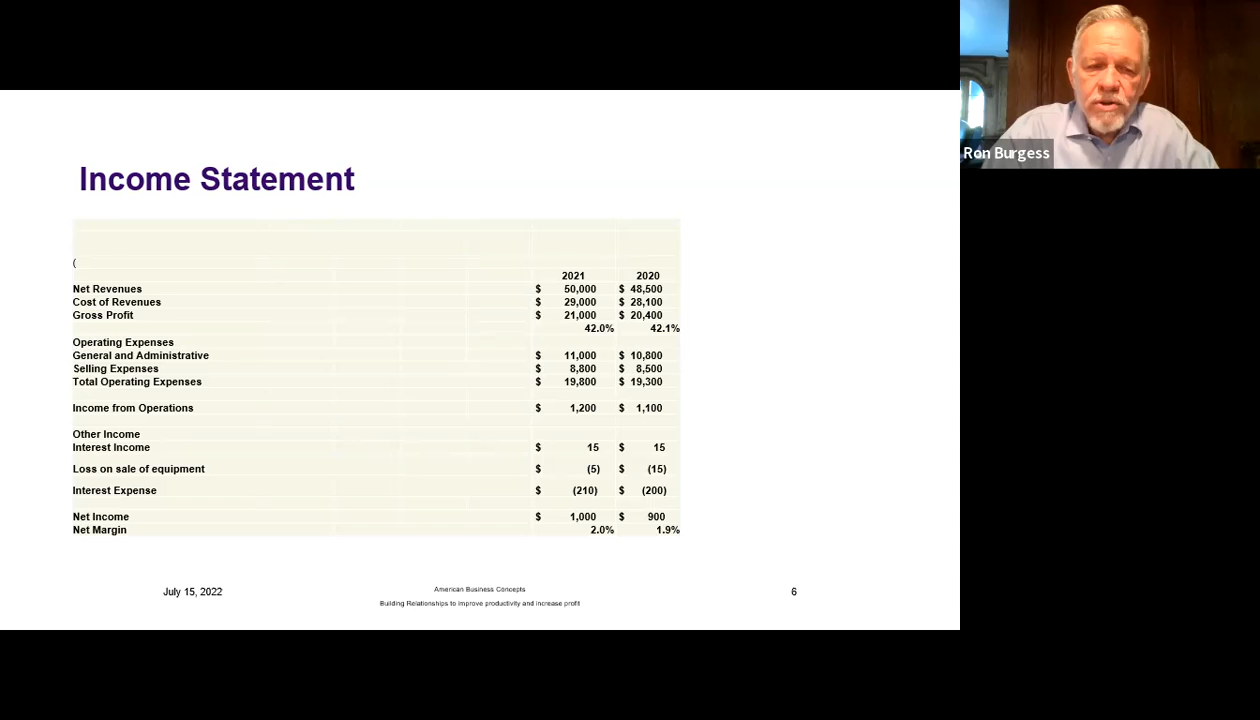 Ron Burgess
Income Statement
(
2021 2020
Net Revenues $ 50,000 $ 48,500
Cost of Revenues $ 29,000 $ 28,100
Gross Profit $ 21,000 $ 20,400
42.0% 42.1%
Operating Expenses
General and Administrative $ 11,000 $ 10,800
Selling Expenses $ 8,800 $ 8,500
Total Operating Expenses $ 19,800 $ 19,300
Income from Operations $ 1,200 $ 1,100
Other Income
Interest Income $ 15 $ 15
Loss on sale of equipment $ (5) $ (15)
Interest Expense $ (210) $ (200)
Net Income $ 1,000 $ 900
Net Margin 2.0% 1.9%
July 15, 2022
American Business Concepts
Building Relationships to improve productivity and increase profit
6